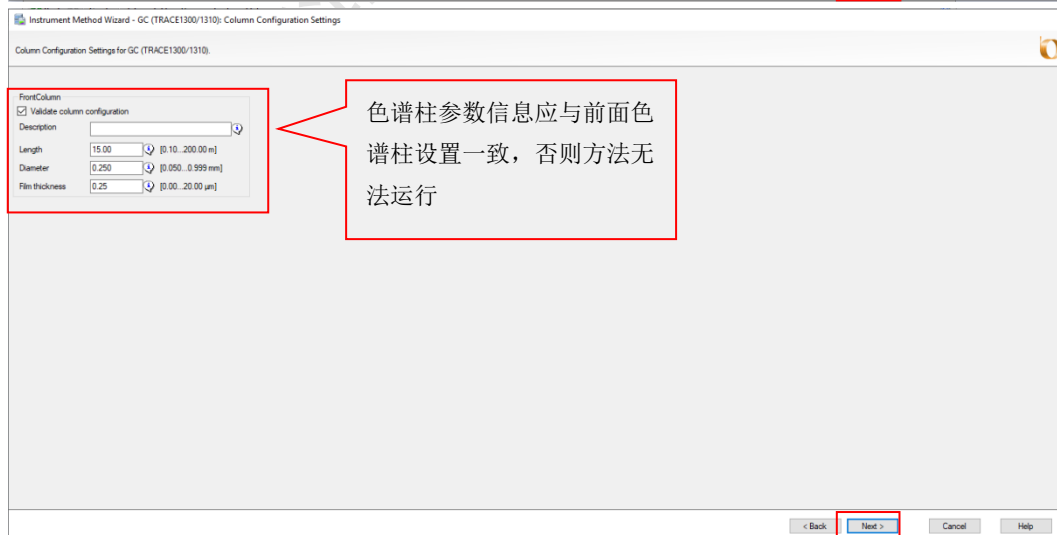 Instrument Method Wizard - GC (TRACE1300/1310): Column Configuration Settings
Column Configuration Settings for GC (TRACE1300/1310).
FrontColumn
Validate column configuration
Description
Length 15.00 [0.10...200.00 m]
Diameter 0.250 [0.050...0.999 mm]
Film thickness 0.25 [0.00...20.00 µm]
色谱柱参数信息应与前面色
谱柱设置一致，否则方法无
法运行
< Back Next > Cancel Help